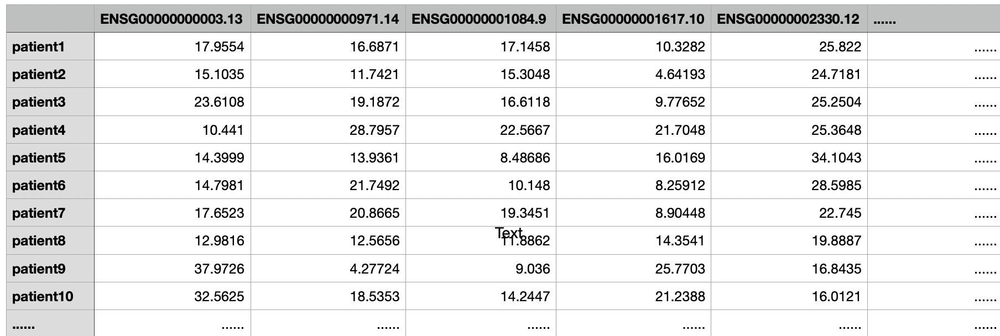 ENSG00000000003.13 ENSG00000000971.14 ENSG00000001084.9 ENSG00000001617.10 ENSG00000002330.12 ......
patient1 17.9554 16.6871 17.1458 10.3282 25.822 ......
patient2 15.1035 11.7421 15.3048 4.64193 24.7181 ......
patient3 23.6108 19.1872 16.6118 9.77652 25.2504 ......
patient4 10.441 28.7957 22.5667 21.7048 25.3648 ......
patient5 14.3999 13.9361 8.48686 16.0169 34.1043 ......
patient6 14.7981 21.7492 10.148 8.25912 28.5985 ......
patient7 17.6523 20.8665 19.3451 8.90448 22.745 ......
Text
patient8 12.9816 12.5656 11.8862 14.3541 19.8887 ......
patient9 37.9726 4.27724 9.036 25.7703 16.8435 ......
patient10 32.5625 18.5353 14.2447 21.2388 16.0121 ......
...... ...... ...... ...... ...... ...... ......